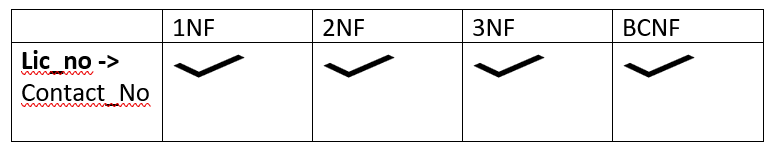 1NF 2NF 3NF BCNF
Lic_no ->
Contact_No